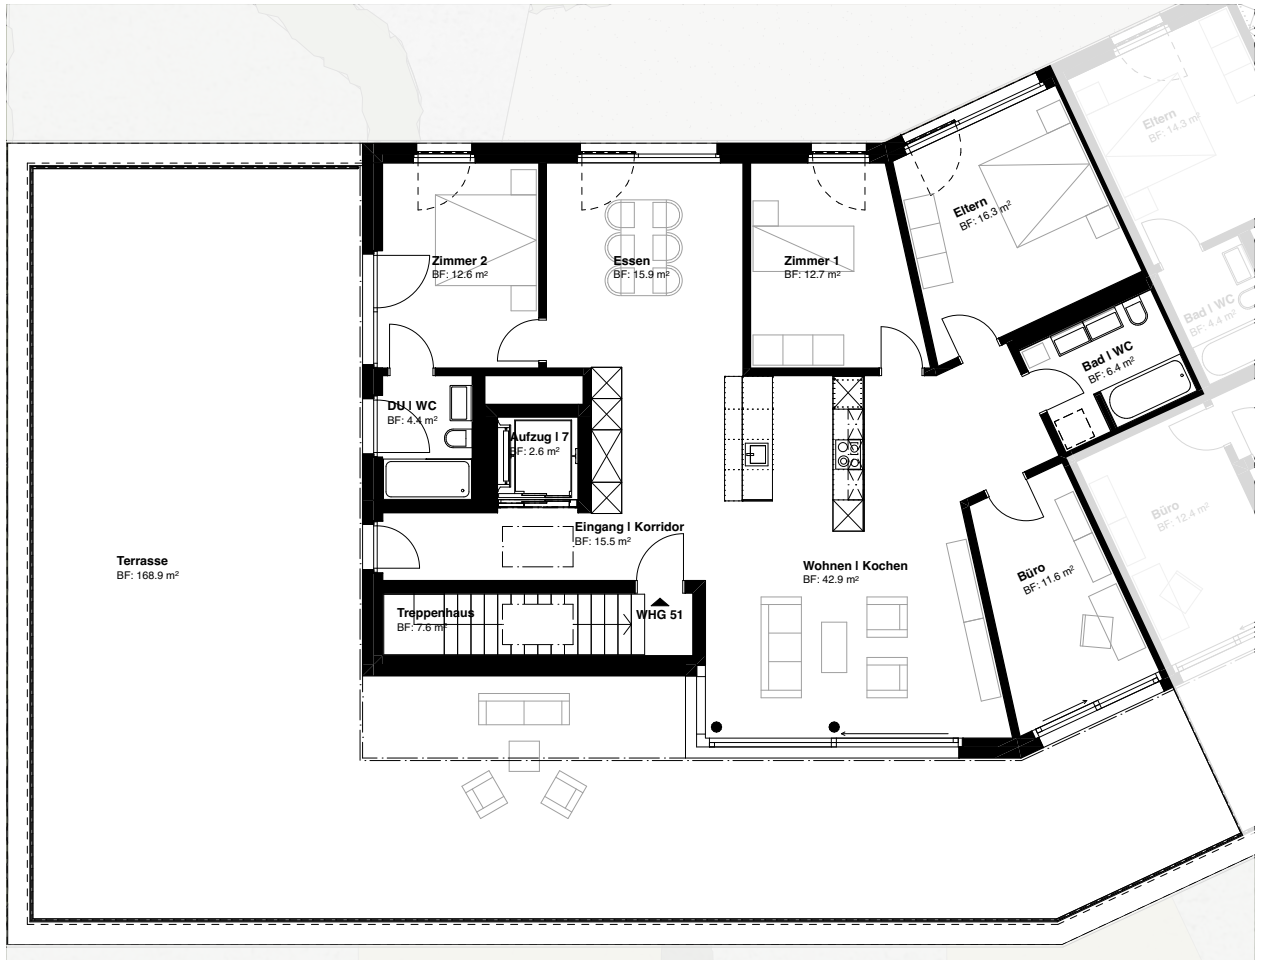 Eltern
BF: 14.3 m²
Eltern
BF: 16.3 m²
Zimmer 2
BF: 12.6 m²
Essen
BF: 15.9 m²
Zimmer 1
BF: 12.7 m²
Bad | WC
BF: 4.4 m²
Bad | WC
BF: 6.4 m²
DU | WC
BF: 4.4 m²
Aufzug | 7
BF: 2.6 m²
Eingang | Korridor
BF: 15.5 m²
Büro
BF: 12.4 m²
Terrasse
BF: 168.9 m²
Wohnen | Kochen
BF: 42.9 m²
Büro
BF: 11.6 m²
Treppenhaus
BF: 7.6 m²
WHG 51